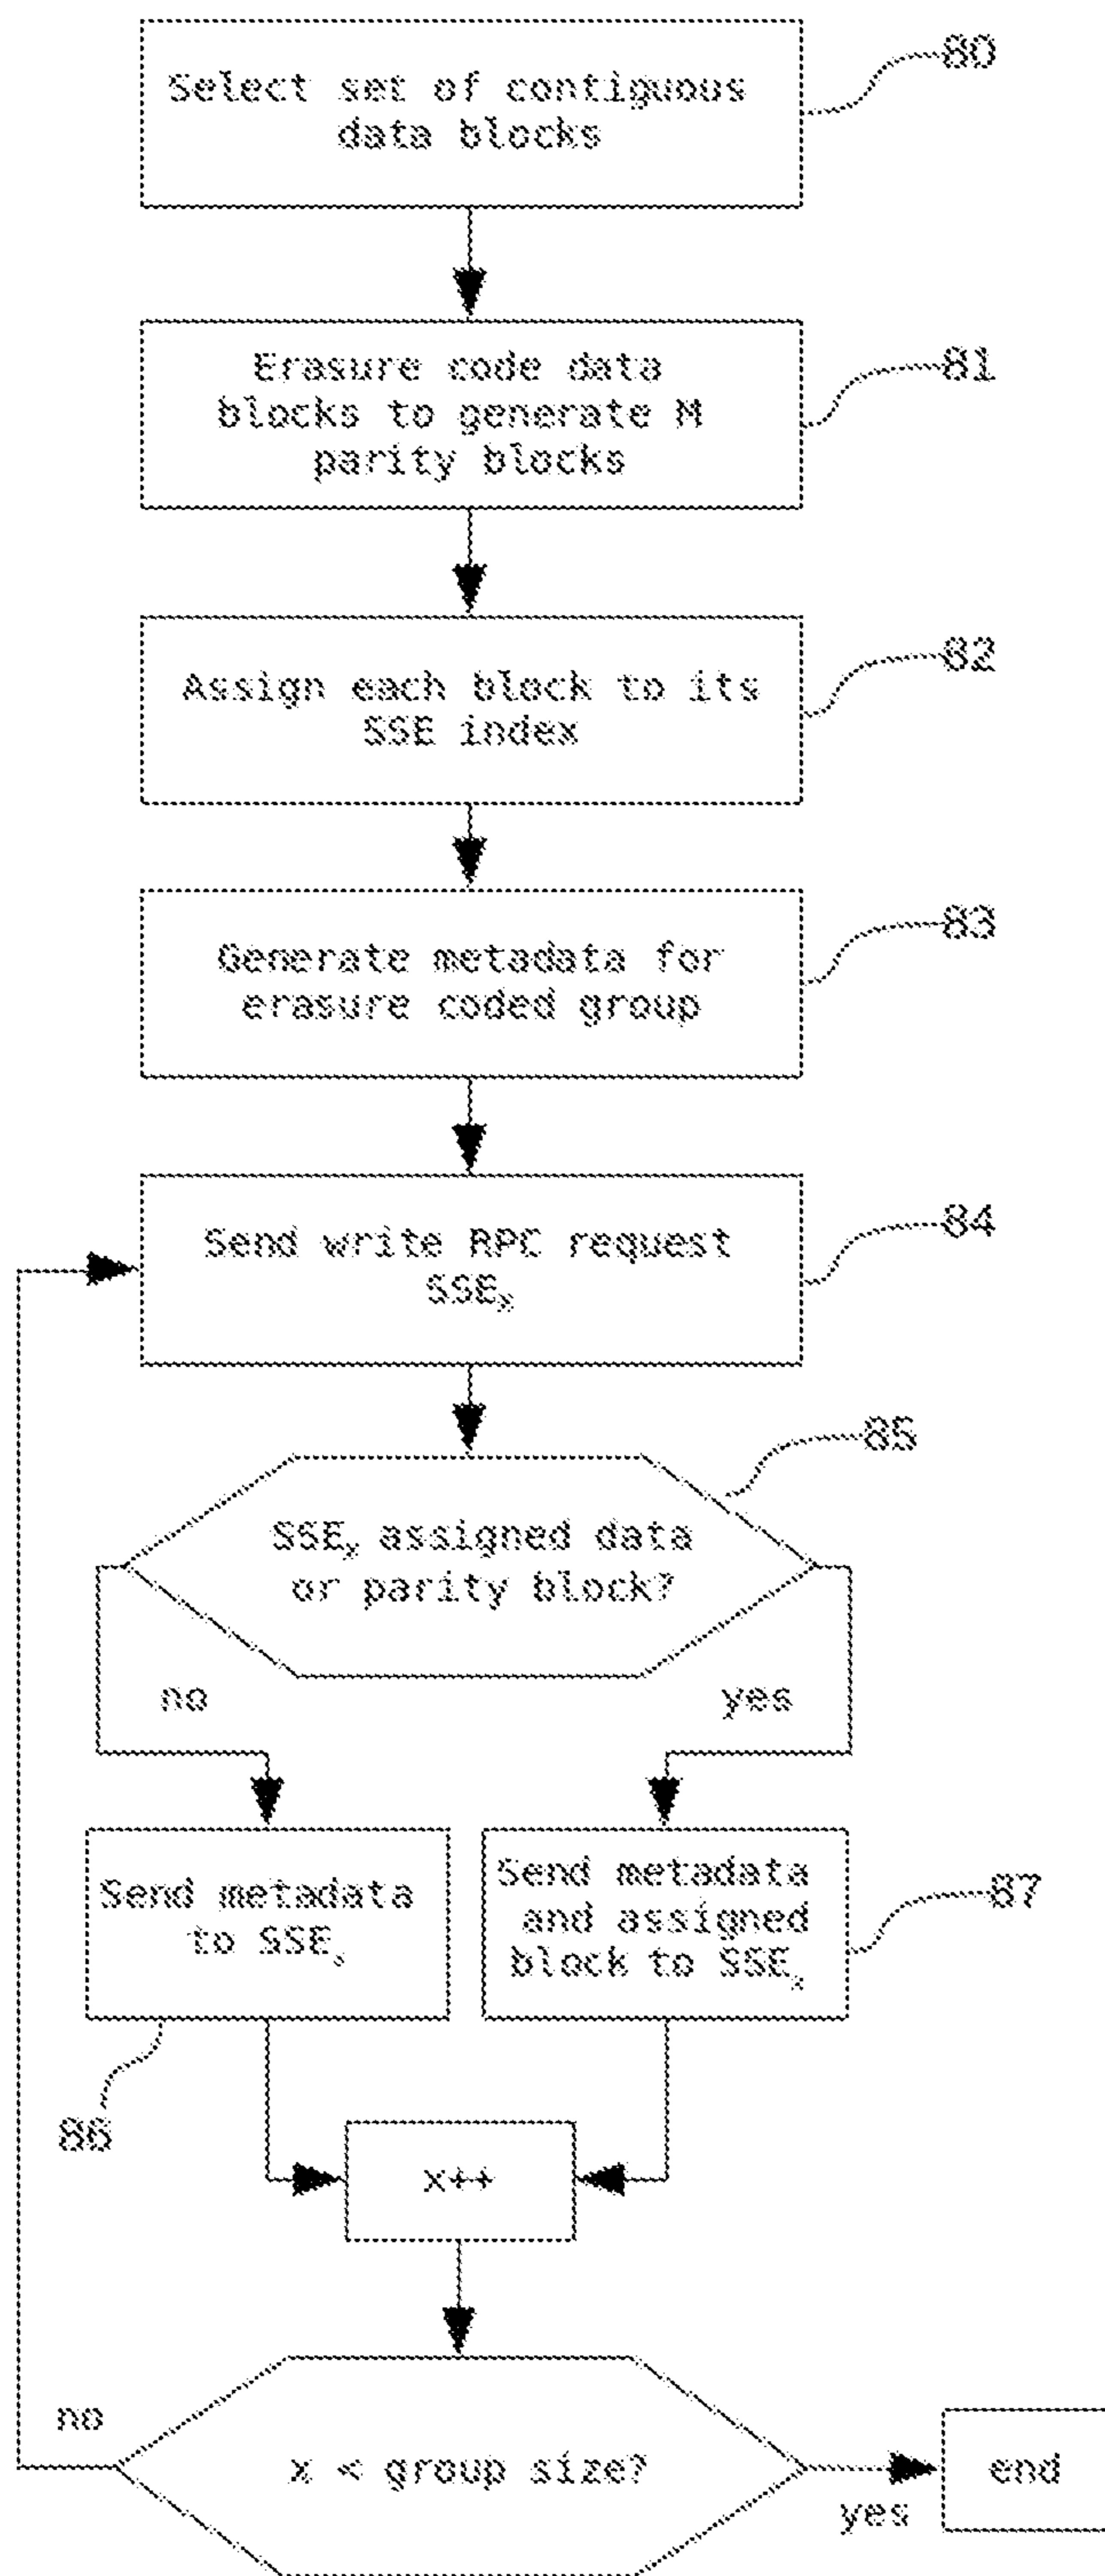 Select set of contiguous
data blocks
80
Erasure code data
blocks to generate M
parity blocks
81
Assign each block to its
SSE index
82
Generate metadata for
erasure coded group
83
Send write RPC request
SSEx
84
SSEx assigned data
or parity block?
85
no
yes
Send metadata
to SSEx
86
Send metadata
and assigned
block to SSEx
87
x++
x < group size?
no
yes
end